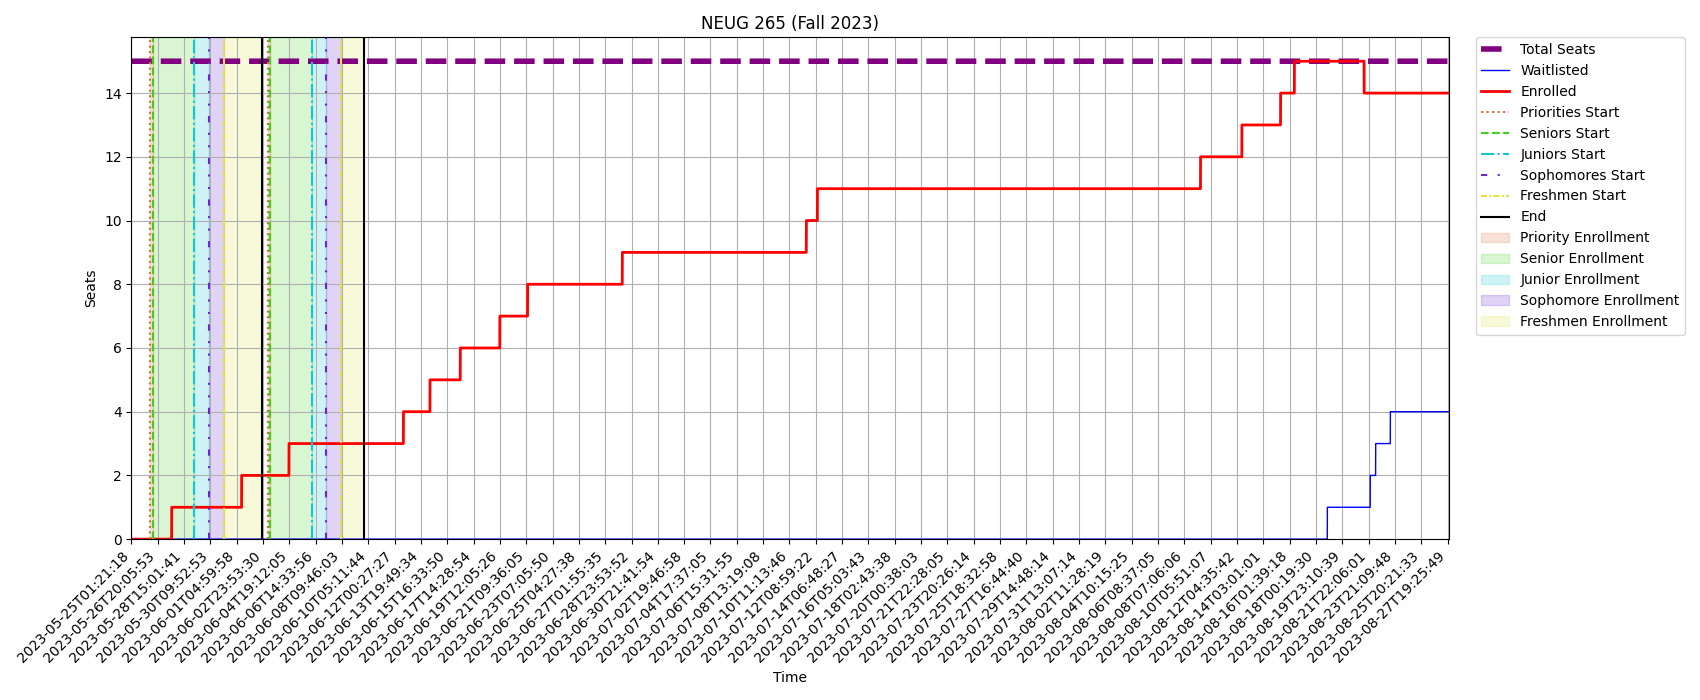 NEUG 265 (Fall 2023)
Total Seats
Waitlisted
Enrolled
Priorities Start
Seniors Start
Juniors Start
Sophomores Start
Freshmen Start
End
Priority Enrollment
Senior Enrollment
Junior Enrollment
Sophomore Enrollment
Freshmen Enrollment
Seats
14
12
10
8
6
4
2
0
2023-05-25T01:21:18
2023-05-26T20:05:53
2023-05-28T15:01:41
2023-05-30T09:52:53
2023-06-01T04:59:58
2023-06-02T23:53:30
2023-06-04T19:12:05
2023-06-06T14:33:56
2023-06-08T09:46:03
2023-06-10T05:11:44
2023-06-12T00:27:27
2023-06-13T19:49:34
2023-06-15T16:33:50
2023-06-17T14:28:54
2023-06-19T12:05:26
2023-06-21T09:36:05
2023-06-23T07:05:50
2023-06-25T04:27:38
2023-06-27T01:55:35
2023-06-28T23:53:52
2023-06-30T21:41:54
2023-07-02T19:46:58
2023-07-04T17:37:05
2023-07-06T15:31:55
2023-07-08T13:19:08
2023-07-10T11:13:46
2023-07-12T08:59:22
2023-07-14T06:48:27
2023-07-16T05:03:43
2023-07-18T02:43:38
2023-07-20T00:38:03
2023-07-21T22:28:05
2023-07-23T20:26:14
2023-07-25T18:32:58
2023-07-27T16:44:40
2023-07-29T14:48:14
2023-07-31T13:07:14
2023-08-02T11:28:19
2023-08-04T10:15:25
2023-08-06T08:37:05
2023-08-08T07:06:06
2023-08-10T05:51:07
2023-08-12T04:35:42
2023-08-14T03:01:01
2023-08-16T01:39:18
2023-08-18T00:19:30
2023-08-19T23:10:39
2023-08-21T22:06:01
2023-08-23T21:09:48
2023-08-25T20:21:33
2023-08-27T19:25:49
Time